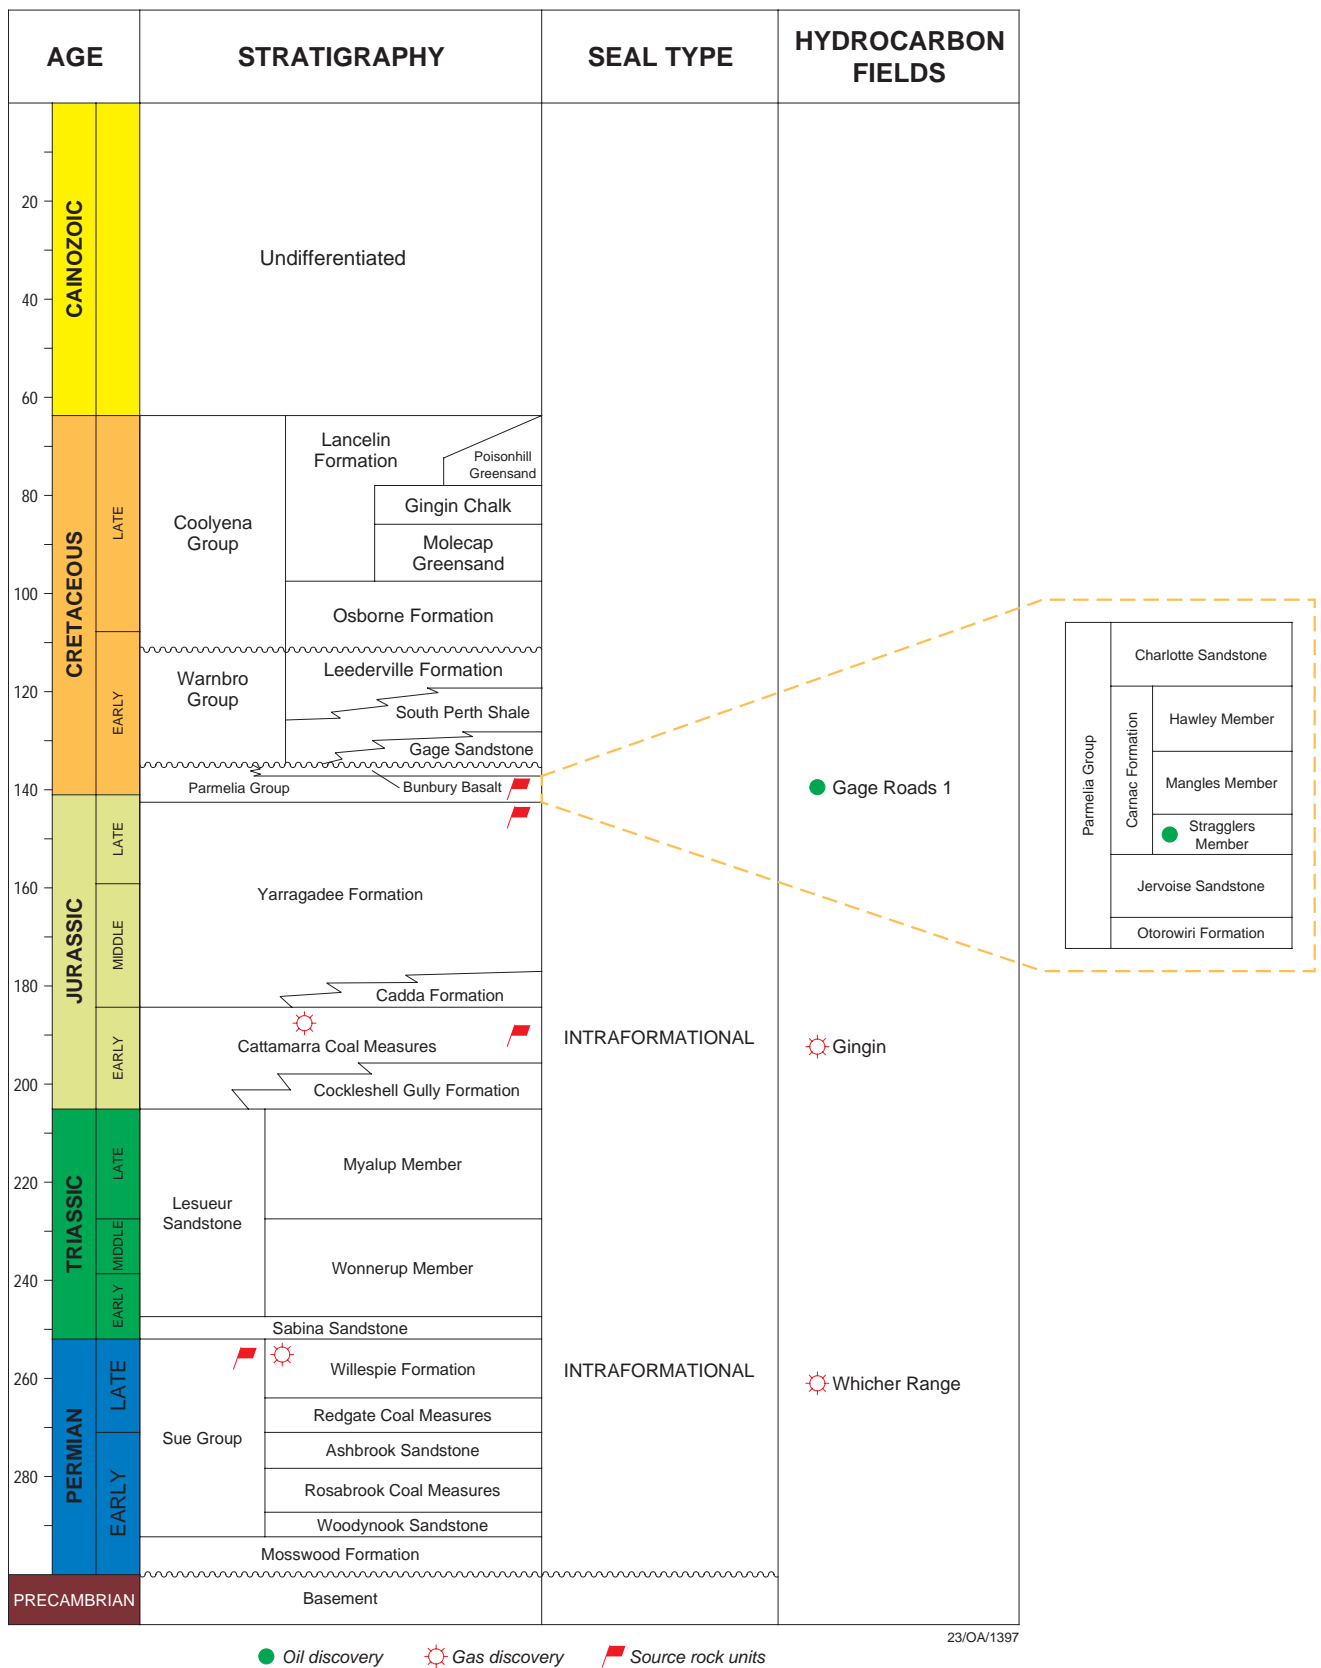 AGE
STRATIGRAPHY
SEAL TYPE
HYDROCARBON
FIELDS
20
40
60
80
100
120
140
160
180
200
220
240
260
280
CAINOZOIC
CRETACEOUS
LATE
EARLY
JURASSIC
LATE
MIDDLE
EARLY
TRIASSIC
LATE
MIDDLE
EARLY
PERMIAN
LATE
EARLY
PRECAMBRIAN
Undifferentiated
Coolyena
Group
Lancelin
Formation
Poisonhill
Greensand
Gingin Chalk
Molecap
Greensand
Osborne Formation
Warnbro
Group
Leederville Formation
South Perth Shale
Gage Sandstone
Parmelia Group
Bunbury Basalt
Yarragadee Formation
Cadda Formation
Cattamarra Coal Measures
Cockleshell Gully Formation
Lesueur
Sandstone
Myalup Member
Wonnerup Member
Sabina Sandstone
Sue Group
Willespie Formation
Redgate Coal Measures
Ashbrook Sandstone
Rosabrook Coal Measures
Woodynook Sandstone
Mosswood Formation
Basement
INTRAFORMATIONAL
INTRAFORMATIONAL
Gage Roads 1
Gingin
Whicher Range
Parmelia Group
Charlotte Sandstone
Carnac Formation
Hawley Member
Mangles Member
Stragglers
Member
Jervoise Sandstone
Otorowiri Formation
23/OA/1397
Oil discovery
Gas discovery
Source rock units